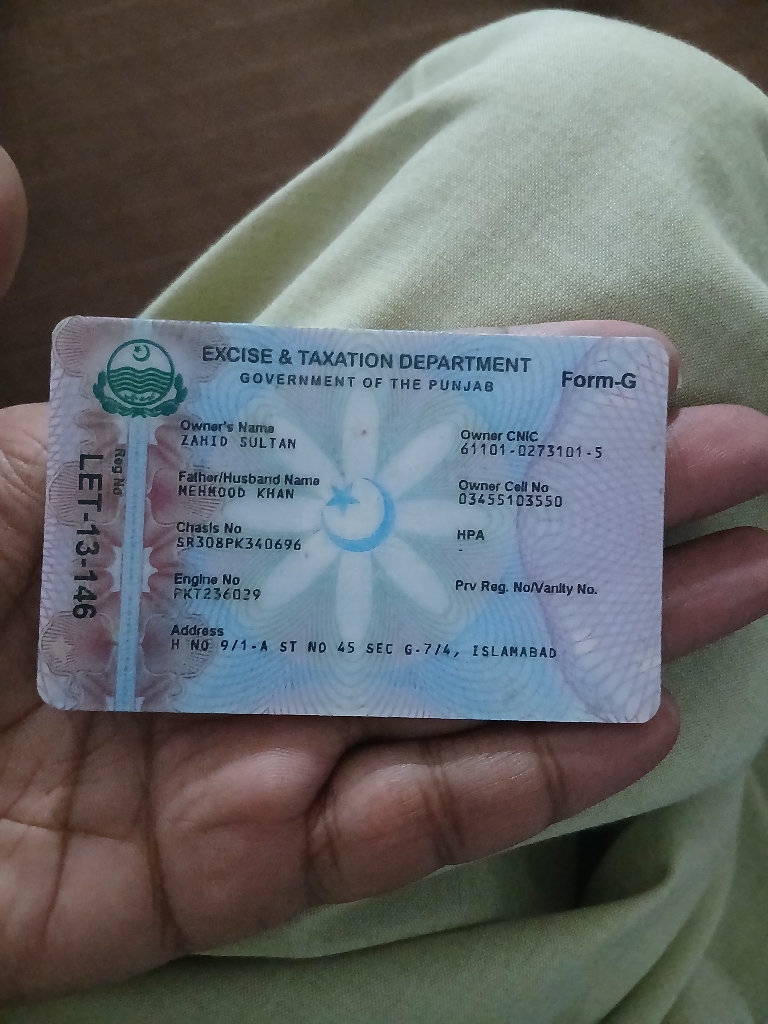 EXCISE & TAXATION DEPARTMENT
GOVERNMENT OF THE PUNJAB
Form-G
Reg No
LET-13-146
Owner's Name
ZAHID SULTAN
Owner CNIC
61101-0273101-5
Father/Husband Name
MEHMOOD KHAN
Owner Cell No
03455103550
Chasis No
SR308PK340696
HPA
-
Engine No
PK7236029
Prv Reg. No/Vanity No.
Address
H NO 9/1-A ST NO 45 SEC G-7/4, ISLAMABAD